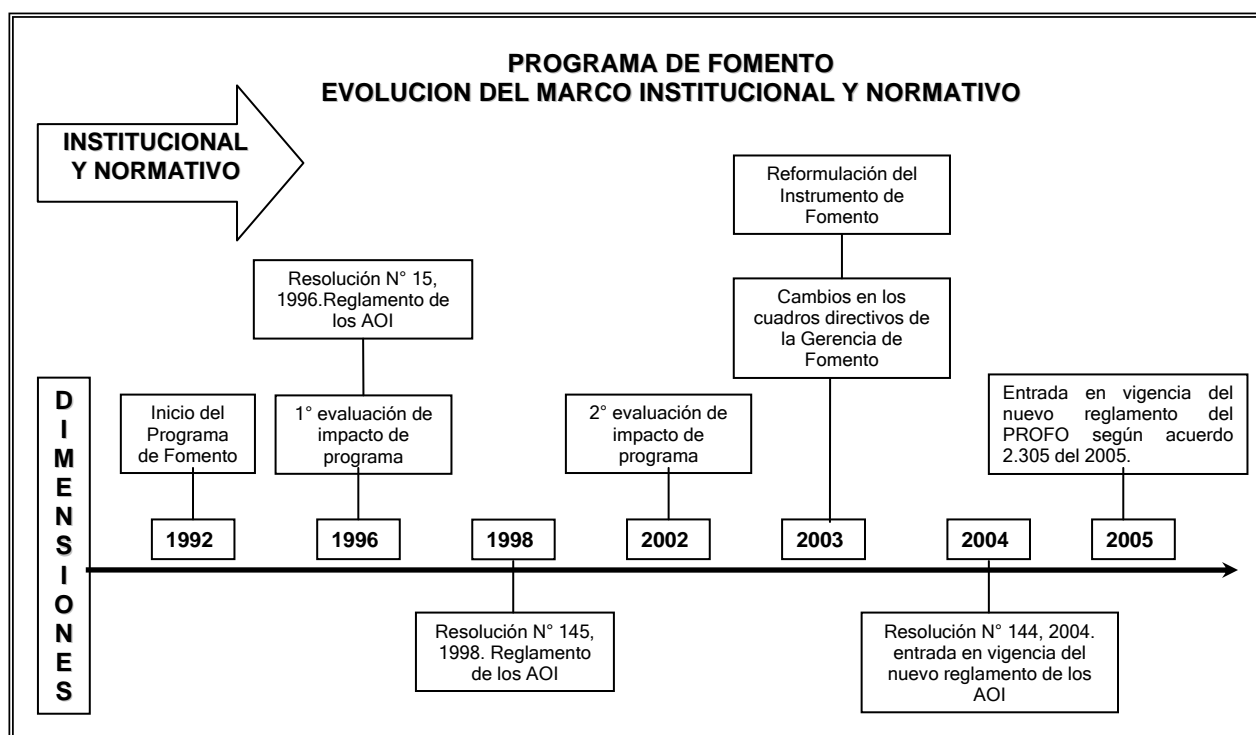 PROGRAMA DE FOMENTO
EVOLUCION DEL MARCO INSTITUCIONAL Y NORMATIVO
INSTITUCIONAL
Y NORMATIVO
Reformulación del
Instrumento de
Fomento
Resolución N° 15,
1996.Reglamento de
los AOI
Cambios en los
cuadros directivos de
la Gerencia de
Fomento
DIMENSIONES
Inicio del
Programa
de Fomento
1° evaluación de
impacto de
programa
2° evaluación de
impacto de
programa
Entrada en vigencia del
nuevo reglamento del
PROFO según acuerdo
2.305 del 2005.
1992
1996
1998
2002
2003
2004
2005
Resolución N° 145,
1998. Reglamento
de los AOI
Resolución N° 144, 2004.
entrada en vigencia del
nuevo reglamento de los
AOI